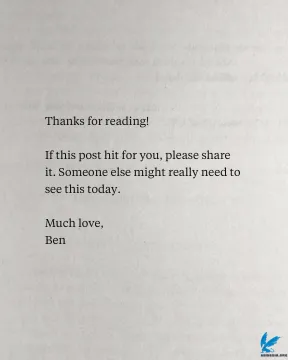 Thanks for reading!
If this post hit for you, please share
it. Someone else might really need to
see this today.
Much love,
Ben